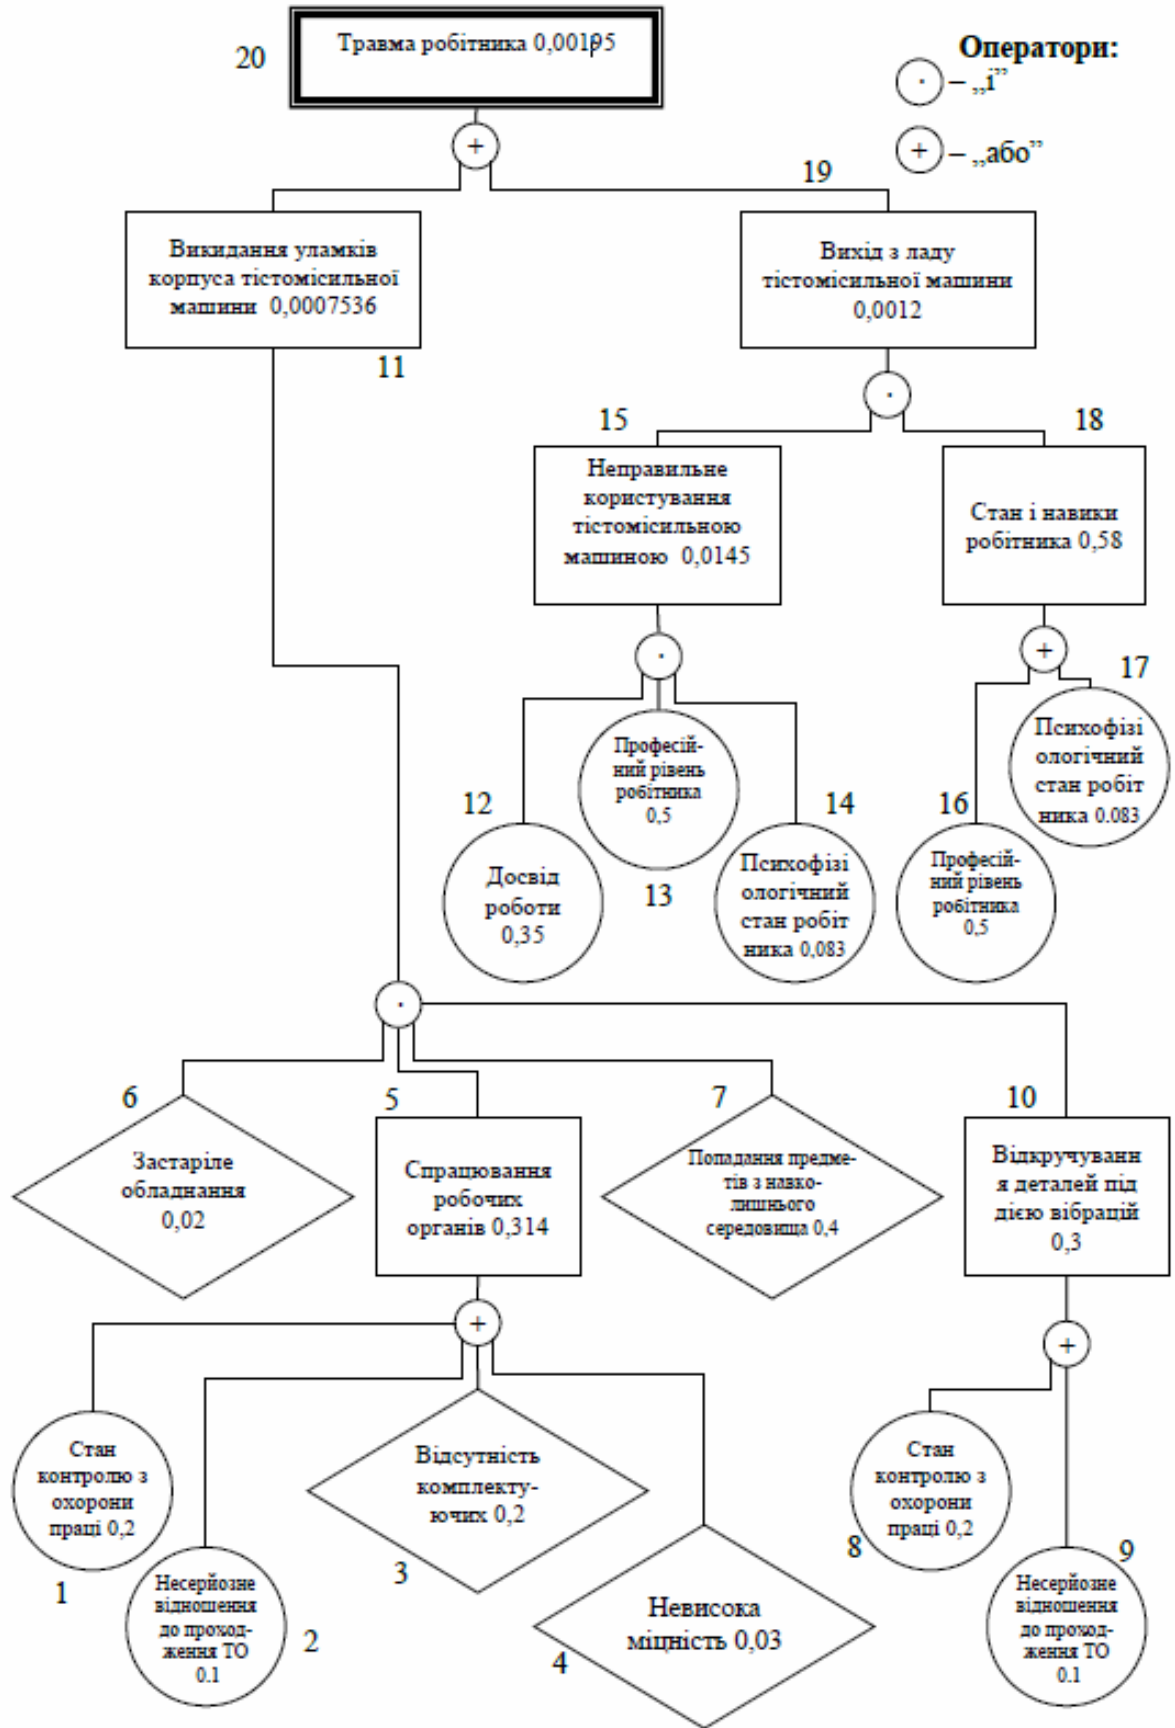 20
Травма робітника 0,00195
Оператори:
· – „і”
+ – „або”
+
19
Викидання уламків
корпуса тістомісильної
машини 0,0007536
11
Вихід з ладу
тістомісильної машини
0,0012
·
15
18
Неправильне
користування
тістомісильною
машиною 0,0145
Стан і навики
робітника 0,58
·
+
17
Професій-
ний рівень
робітника
0,5
Психофізі
ологічний
стан робіт
ника 0.083
12
13
14
16
Досвід
роботи
0,35
Психофізі
ологічний
стан робіт
ника 0,083
Професій-
ний рівень
робітника
0,5
·
6
5
7
10
Застаріле
обладнання
0,02
Спрацювання
робочих
органів 0,314
Попадання предме-
тів з навко-
лишнього
середовища 0,4
Відкручуванн
я деталей під
дією вібрацій
0,3
+
+
Стан
контролю з
охорони
праці 0,2
1
Несерйозне
відношення
до проход-
ження ТО
0.1
2
Відсутність
комплекту-
ючих 0,2
3
Невисока
міцність 0,03
4
Стан
контролю з
охорони
праці 0,2
8
9
Несерйозне
відношення
до проход-
ження ТО
0.1